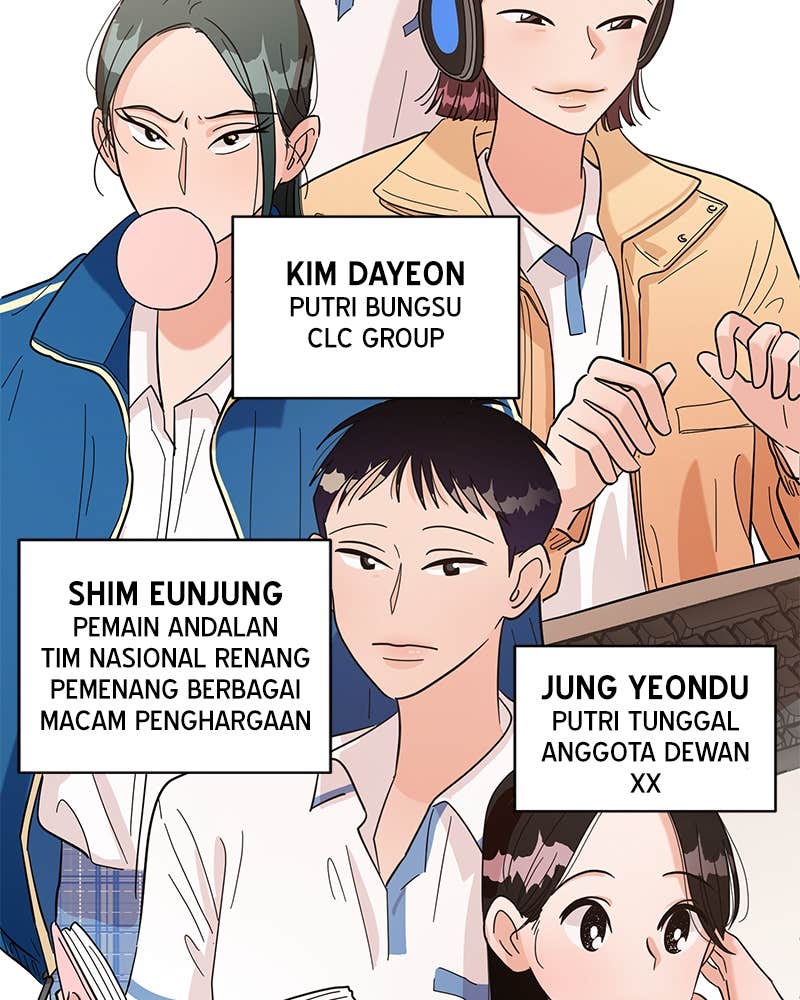 KIM DAYEON
PUTRI BUNGSU
CLC GROUP
SHIM EUNJUNG
PEMAIN ANDALAN
TIM NASIONAL RENANG
PEMENANG BERBAGAI
MACAM PENGHARGAAN
JUNG YEONDU
PUTRI TUNGGAL
ANGGOTA DEWAN
XX